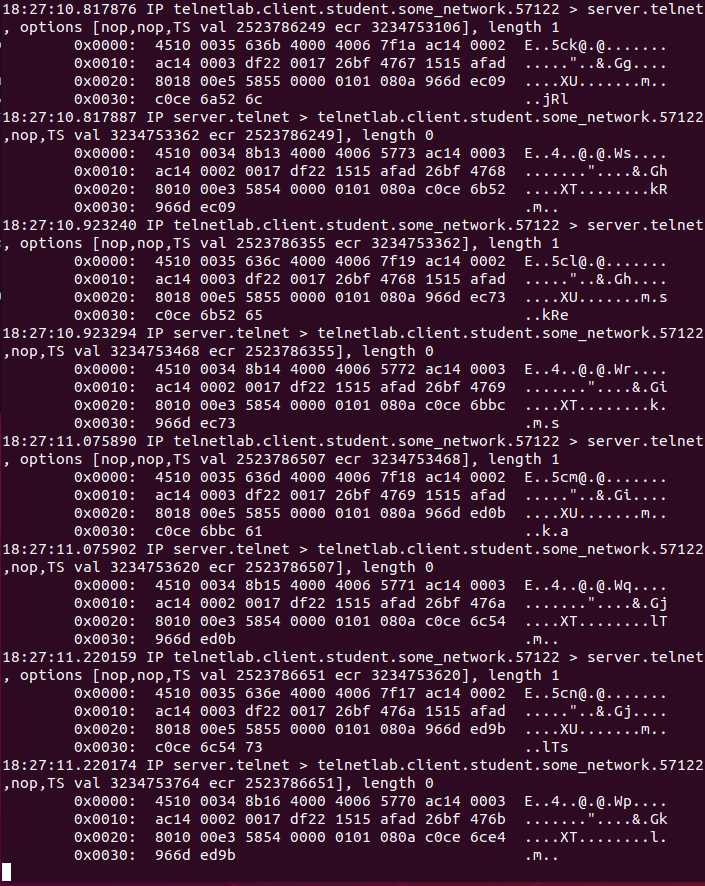 18:27:10.817876 IP telnetlab.client.student.some_network.57122 > server.telnet
, options [nop,nop,TS val 2523786249 ecr 3234753106], length 1
0x0000:  4510 0035 636b 4000 4006 7f1a ac14 0002  E..5ck@.@.......
0x0010:  ac14 0003 df22 0017 26bf 4767 1515 afad  ....."..&.Gg....
0x0020:  8018 00e5 5855 0000 0101 080a 966d ec09  ....XU.......m..
0x0030:  c0ce 6a52 6c  ..jRl
18:27:10.817887 IP server.telnet > telnetlab.client.student.some_network.57122
,nop,TS val 3234753362 ecr 2523786249], length 0
0x0000:  4510 0034 8b13 4000 4006 5773 ac14 0003  E..4..@.@.Ws....
0x0010:  ac14 0002 0017 df22 1515 afad 26bf 4768  ......."....&.Gh
0x0020:  8010 00e3 5854 0000 0101 080a c0ce 6b52  ....XT........kR
0x0030:  966d ec09  .m..
18:27:10.923240 IP telnetlab.client.student.some_network.57122 > server.telnet
, options [nop,nop,TS val 2523786355 ecr 3234753362], length 1
0x0000:  4510 0035 636c 4000 4006 7f19 ac14 0002  E..5cl@.@.......
0x0010:  ac14 0003 df22 0017 26bf 4768 1515 afad  ....."..&.Gh....
0x0020:  8018 00e5 5855 0000 0101 080a 966d ec73  ....XU.......m.s
0x0030:  c0ce 6b52 65  ..kRe
18:27:10.923294 IP server.telnet > telnetlab.client.student.some_network.57122
,nop,TS val 3234753468 ecr 2523786355], length 0
0x0000:  4510 0034 8b14 4000 4006 5772 ac14 0003  E..4..@.@.Wr....
0x0010:  ac14 0002 0017 df22 1515 afad 26bf 4769  ......."....&.Gi
0x0020:  8010 00e3 5854 0000 0101 080a c0ce 6bbc  ....XT........k.
0x0030:  966d ec73  .m.s
18:27:11.075890 IP telnetlab.client.student.some_network.57122 > server.telnet
, options [nop,nop,TS val 2523786507 ecr 3234753468], length 1
0x0000:  4510 0035 636d 4000 4006 7f18 ac14 0002  E..5cm@.@.......
0x0010:  ac14 0003 df22 0017 26bf 4769 1515 afad  ....."..&.Gi....
0x0020:  8018 00e5 5855 0000 0101 080a 966d ed0b  ....XU.......m..
0x0030:  c0ce 6bbc 61  ..k.a
18:27:11.075902 IP server.telnet > telnetlab.client.student.some_network.57122
,nop,TS val 3234753620 ecr 2523786507], length 0
0x0000:  4510 0034 8b15 4000 4006 5771 ac14 0003  E..4..@.@.Wq....
0x0010:  ac14 0002 0017 df22 1515 afad 26bf 476a  ......."....&.Gj
0x0020:  8010 00e3 5854 0000 0101 080a c0ce 6c54  ....XT........lT
0x0030:  966d ed0b  .m..
18:27:11.220159 IP telnetlab.client.student.some_network.57122 > server.telnet
, options [nop,nop,TS val 2523786651 ecr 3234753620], length 1
0x0000:  4510 0035 636e 4000 4006 7f17 ac14 0002  E..5cn@.@.......
0x0010:  ac14 0003 df22 0017 26bf 476a 1515 afad  ....."..&.Gj....
0x0020:  8018 00e5 5855 0000 0101 080a 966d ed9b  ....XU.......m..
0x0030:  c0ce 6c54 73  ..lTs
18:27:11.220174 IP server.telnet > telnetlab.client.student.some_network.57122
,nop,TS val 3234753764 ecr 2523786651], length 0
0x0000:  4510 0034 8b16 4000 4006 5770 ac14 0003  E..4..@.@.Wp....
0x0010:  ac14 0002 0017 df22 1515 afad 26bf 476b  ......."....&.Gk
0x0020:  8010 00e3 5854 0000 0101 080a c0ce 6ce4  ....XT........l.
0x0030:  966d ed9b  .m..